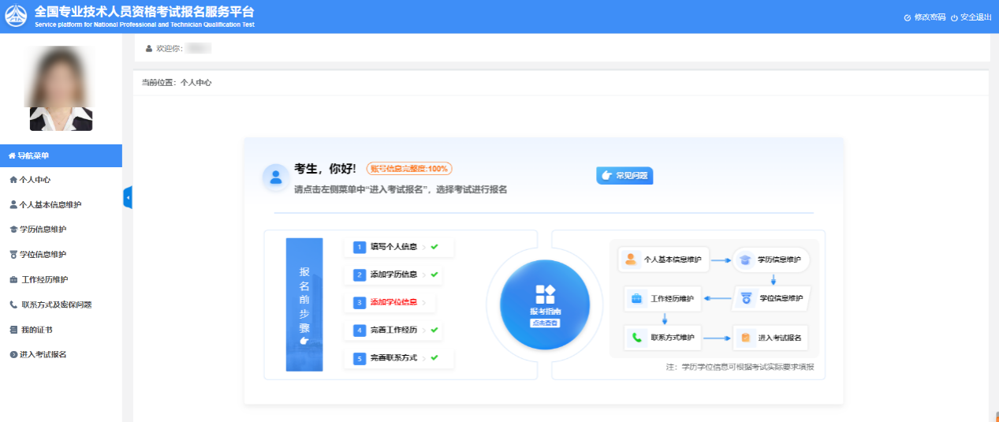 全国专业技术人员资格考试报名服务平台
Service platform for National Professional and Technician Qualification Test
修改密码 安全退出
欢迎你:
当前位置: 个人中心
导航菜单
个人中心
个人基本信息维护
学历信息维护
学位信息维护
工作经历维护
联系方式及密保问题
我的证书
进入考试报名
考生，你好! 账号信息完整度:100%
请点击左侧菜单中“进入考试报名”，选择考试进行报名
常见问题
报名前步骤
1 填写个人信息
2 添加学历信息
3 添加学位信息
4 完善工作经历
5 完善联系方式
报考指南
点击查看
个人基本信息维护 学历信息维护
工作经历维护 学位信息维护
联系方式维护 进入考试报名
注: 学历学位信息可根据考试实际要求填报